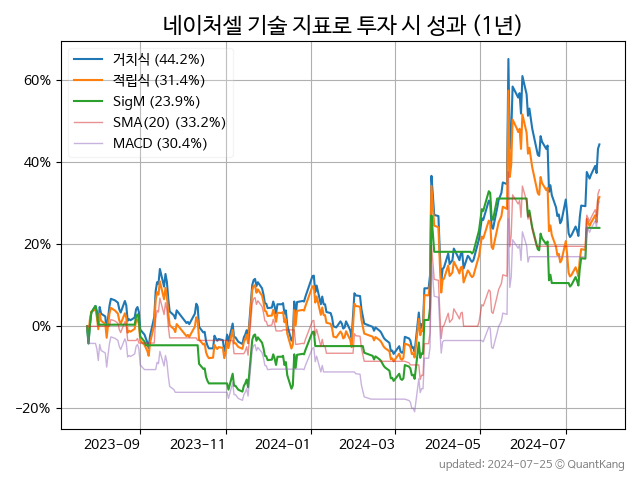 네이처셀 기술 지표로 투자 시 성과 (1년)
거치식 (44.2%)
적립식 (31.4%)
SigM (23.9%)
SMA(20) (33.2%)
MACD (30.4%)
60%
40%
20%
0%
−20%
2023−09 2023−11 2024−01 2024−03 2024−05 2024−07
updated: 2024−07−25 © QuantKang